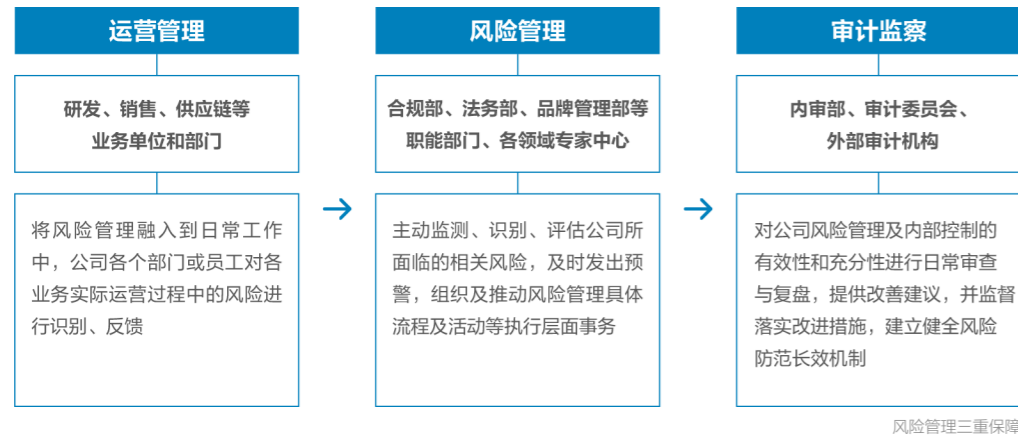 运营管理
研发、销售、供应链等
业务单位和部门
将风险管理融入到日常工作
中，公司各个部门或员工对各
业务实际运营过程中的风险进
行识别、反馈
风险管理
合规部、法务部、品牌管理部等
职能部门、各领域专家中心
主动监测、识别、评估公司所
面临的相关风险，及时发出预
警，组织及推动风险管理具体
流程及活动等执行层面事务
审计监察
内审部、审计委员会、
外部审计机构
对公司风险管理及内部控制的
有效性和充分性进行日常审查
与复盘，提供改善建议，并监督
落实改进措施，建立健全风险
防范长效机制
风险管理三重保障